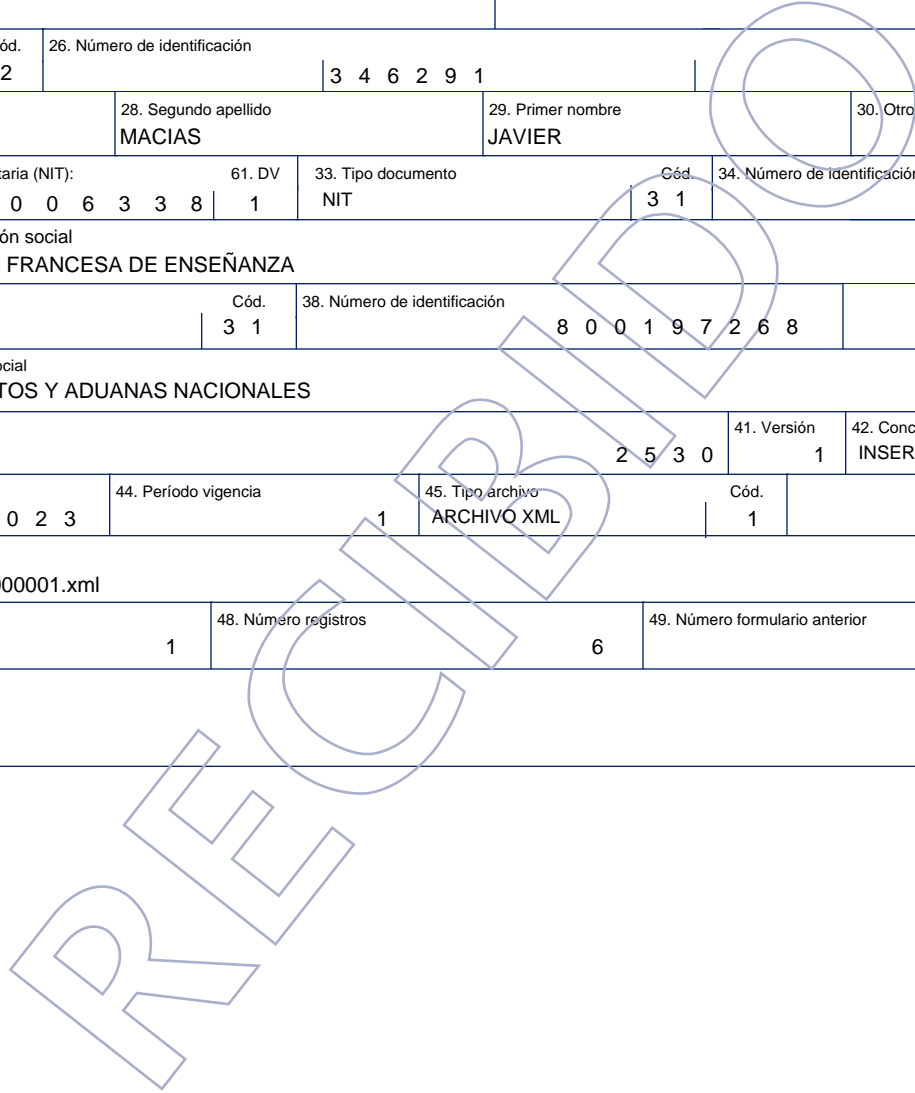 ód. 26. Número de identificación
2 3 4 6 2 9 1
28. Segundo apellido 29. Primer nombre 30. Otro
MACIAS JAVIER
taria (NIT): 61. DV 33. Tipo documento Cód. 34. Número de identificación
0 0 6 3 3 8 1 NIT 3 1
ón social
FRANCESA DE ENSEÑANZA
Cód. 38. Número de identificación
3 1 8 0 0 1 9 7 2 6 8
ocial
TOS Y ADUANAS NACIONALES
41. Versión 42. Conc
2 5 3 0 1 INSER
44. Período vigencia 45. Tipo archivo Cód.
0 2 3 1 ARCHIVO XML 1
000001.xml
48. Número registros 49. Número formulario anterior
1 6
RECIBIDO